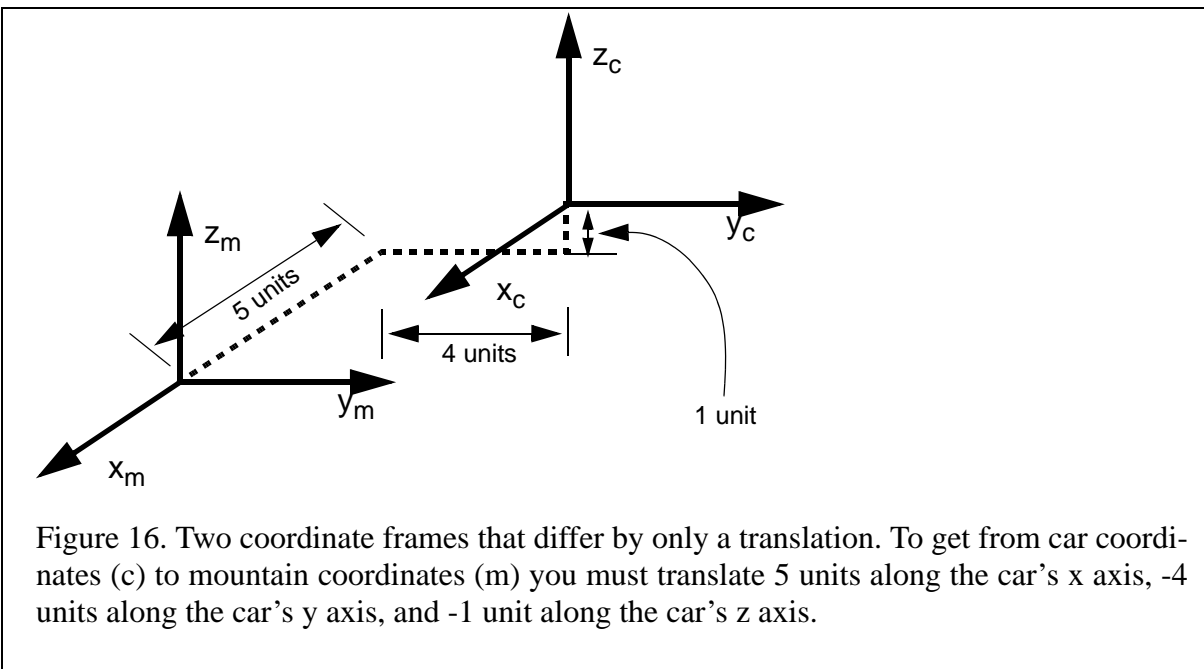 z_c
y_c
z_m
5 units
x_c
4 units
y_m
1 unit
x_m
Figure 16. Two coordinate frames that differ by only a translation. To get from car coordi-
nates (c) to mountain coordinates (m) you must translate 5 units along the car's x axis, -4
units along the car's y axis, and -1 unit along the car's z axis.